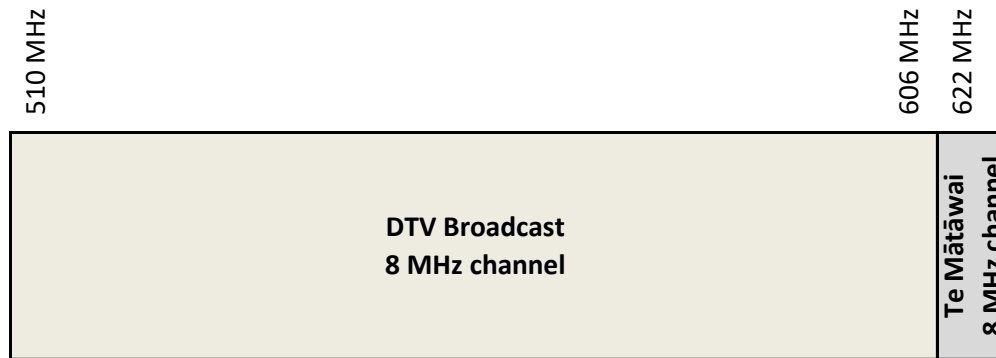 510 MHz
606 MHz
622 MHz
DTV Broadcast
8 MHz channel
Te Mātāwai
8 MHz channel